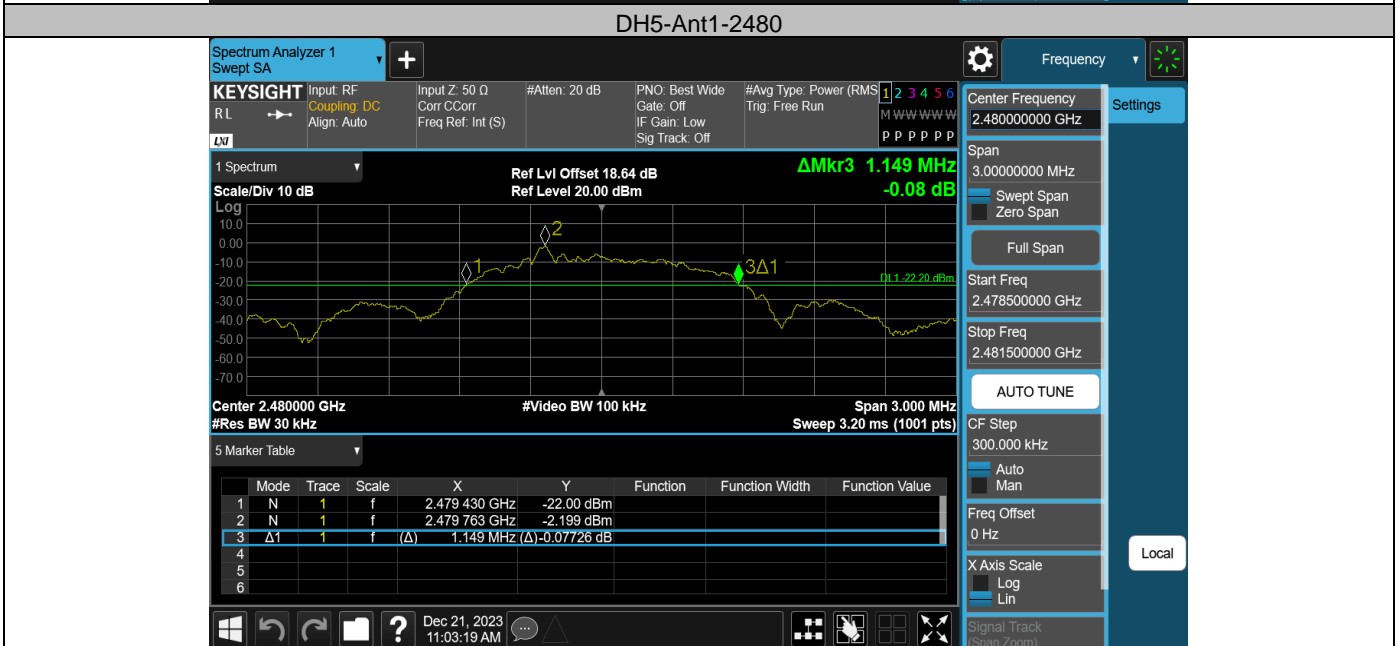 DH5-Ant1-2480
Spectrum Analyzer 1
Swept SA
Frequency
KEYSIGHT
R L
LXI
Input: RF
Coupling: DC
Align: Auto
Input Z: 50 Ω
Corr CCorr
Freq Ref: Int (S)
#Atten: 20 dB
PNO: Best Wide
Gate: Off
IF Gain: Low
Sig Track: Off
#Avg Type: Power (RMS
Trig: Free Run
1 2 3 4 5 6
M W W W W W
P P P P P P
1 Spectrum
Scale/Div 10 dB
Ref Lvl Offset 18.64 dB
Ref Level 20.00 dBm
ΔMkr3 1.149 MHz
-0.08 dB
Log
10.0
0.00
-10.0
-20.0
-30.0
-40.0
-50.0
-60.0
-70.0
1
2
3Δ1
DL1 -22.20 dBm
Center 2.480000 GHz
#Video BW 100 kHz
Span 3.000 MHz
#Res BW 30 kHz
Sweep 3.20 ms (1001 pts)
5 Marker Table
Mode Trace Scale X Y Function Function Width Function Value
1 N 1 f 2.479 430 GHz -22.00 dBm
2 N 1 f 2.479 763 GHz -2.199 dBm
3 Δ1 1 f (Δ) 1.149 MHz (Δ)-0.07726 dB
4
5
6
?
Dec 21, 2023
11:03:19 AM
Center Frequency
2.480000000 GHz
Settings
Span
3.00000000 MHz
Swept Span
Zero Span
Full Span
Start Freq
2.478500000 GHz
Stop Freq
2.481500000 GHz
AUTO TUNE
CF Step
300.000 kHz
Auto
Man
Freq Offset
0 Hz
Local
X Axis Scale
Log
Lin
Signal Track
(Span Zoom)